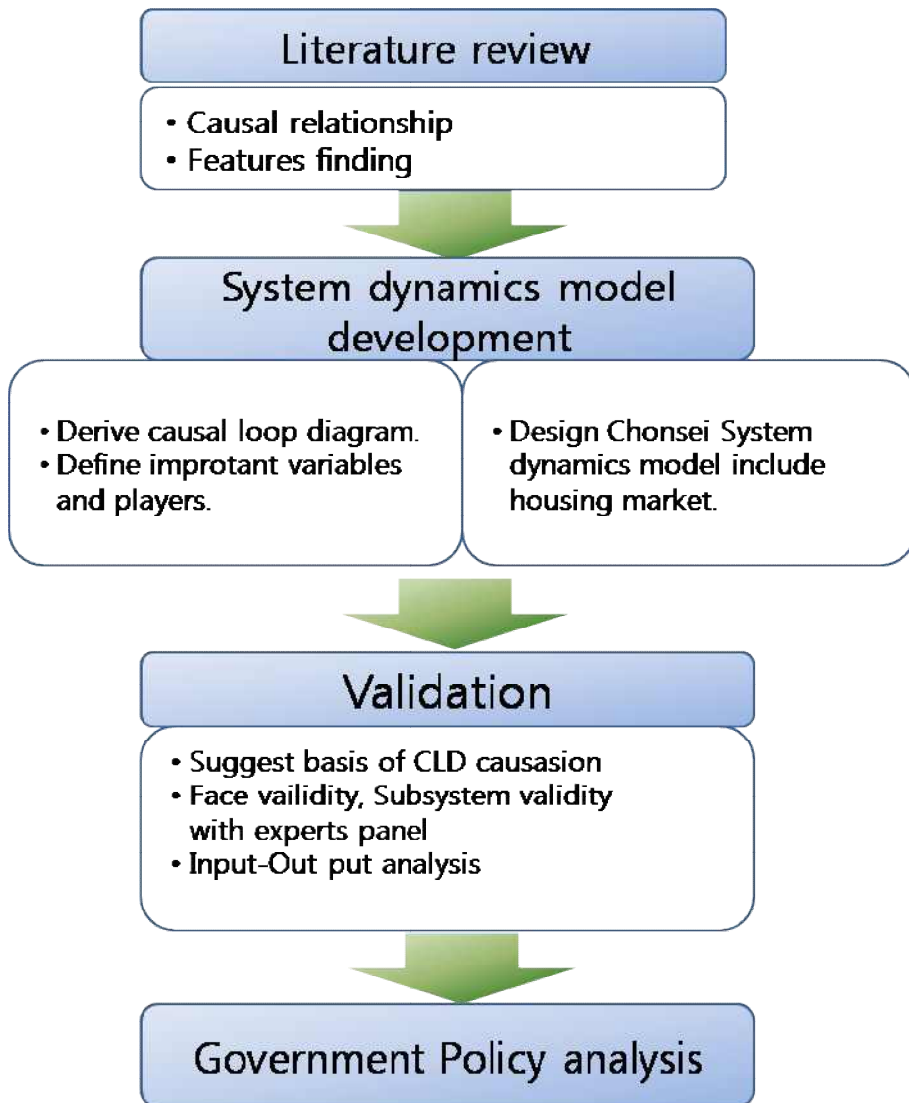 Literature review
• Causal relationship
• Features finding
System dynamics model
development
• Derive causal loop diagram.
• Define improtant variables
and players.
• Design Chonsei System
dynamics model include
housing market.
Validation
• Suggest basis of CLD causasion
• Face vailidity, Subsystem validity
with experts panel
• Input-Out put analysis
Government Policy analysis